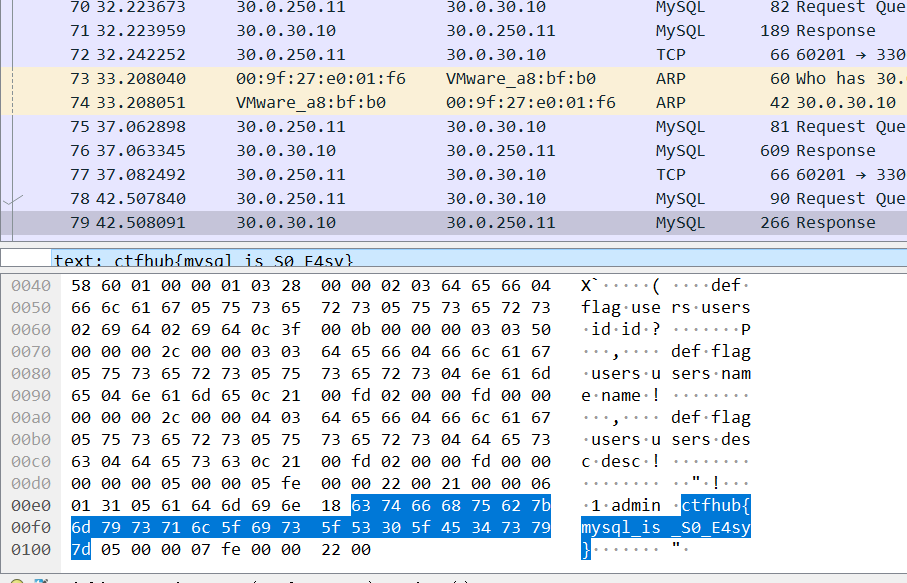 70 32.223673 30.0.250.11 30.0.30.10 MySQL 82 Request Que
71 32.223959 30.0.30.10 30.0.250.11 MySQL 189 Response
72 32.242252 30.0.250.11 30.0.30.10 TCP 66 60201 → 330
73 33.208040 00:9f:27:e0:01:f6 VMware_a8:bf:b0 ARP 60 Who has 30.
74 33.208051 VMware_a8:bf:b0 00:9f:27:e0:01:f6 ARP 42 30.0.30.10
75 37.062898 30.0.250.11 30.0.30.10 MySQL 81 Request Que
76 37.063345 30.0.30.10 30.0.250.11 MySQL 609 Response
77 37.082492 30.0.250.11 30.0.30.10 TCP 66 60201 → 330
78 42.507840 30.0.250.11 30.0.30.10 MySQL 90 Request Que
79 42.508091 30.0.30.10 30.0.250.11 MySQL 266 Response
text: ctfhub{mysql_is_S0_E4sy}
0040 58 60 01 00 00 01 03 28 00 00 02 03 64 65 66 04 X`·····( ····def·
0050 66 6c 61 67 05 75 73 65 72 73 05 75 73 65 72 73 flag·use rs·users
0060 02 69 64 02 69 64 0c 3f 00 0b 00 00 00 03 03 50 ·id·id·? ·······P
0070 00 00 00 2c 00 00 03 03 64 65 66 04 66 6c 61 67 ···,···· def·flag
0080 05 75 73 65 72 73 05 75 73 65 72 73 04 6e 61 6d ·users·u sers·nam
0090 65 04 6e 61 6d 65 0c 21 00 fd 02 00 00 fd 00 00 e·name·! ········
00a0 00 00 00 2c 00 00 04 03 64 65 66 04 66 6c 61 67 ···,···· def·flag
00b0 05 75 73 65 72 73 05 75 73 65 72 73 04 64 65 73 ·users·u sers·des
00c0 63 04 64 65 73 63 0c 21 00 fd 02 00 00 fd 00 00 c·desc·! ········
00d0 00 00 00 05 00 00 05 fe 00 00 22 00 21 00 00 06 ········ ··"·!···
00e0 01 31 05 61 64 6d 69 6e 18 63 74 66 68 75 62 7b ·1·admin ·ctfhub{
00f0 6d 79 73 71 6c 5f 69 73 5f 53 30 5f 45 34 73 79 mysql_is _S0_E4sy
0100 7d 05 00 00 07 fe 00 00 22 00 }······· "·